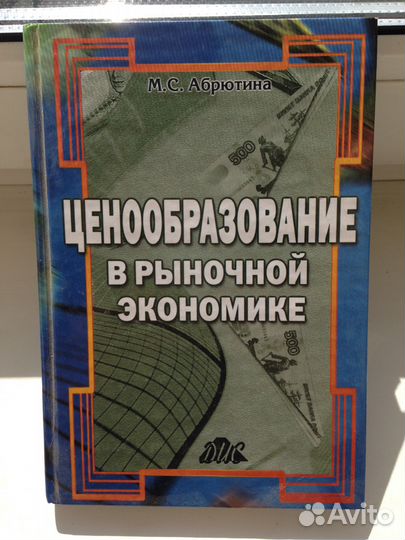 М.С. Абрютина
500
ЦЕНООБРАЗОВАНИЕ
В РЫНОЧНОЙ
ЭКОНОМИКЕ
500
ДИС
Avito